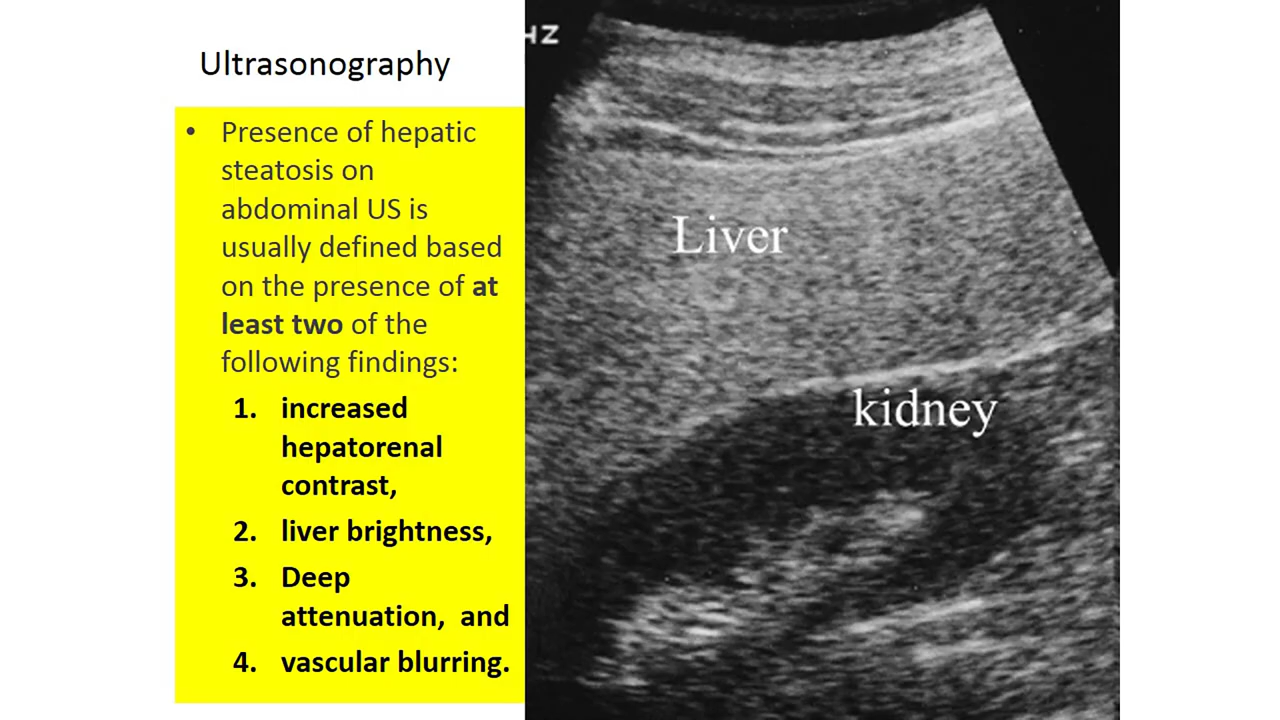 Ultrasonography
• Presence of hepatic
steatosis on
abdominal US is
usually defined based
on the presence of at
least two of the
following findings:
1. increased
hepatorenal
contrast,
2. liver brightness,
3. Deep
attenuation, and
4. vascular blurring.
HZ
Liver
kidney